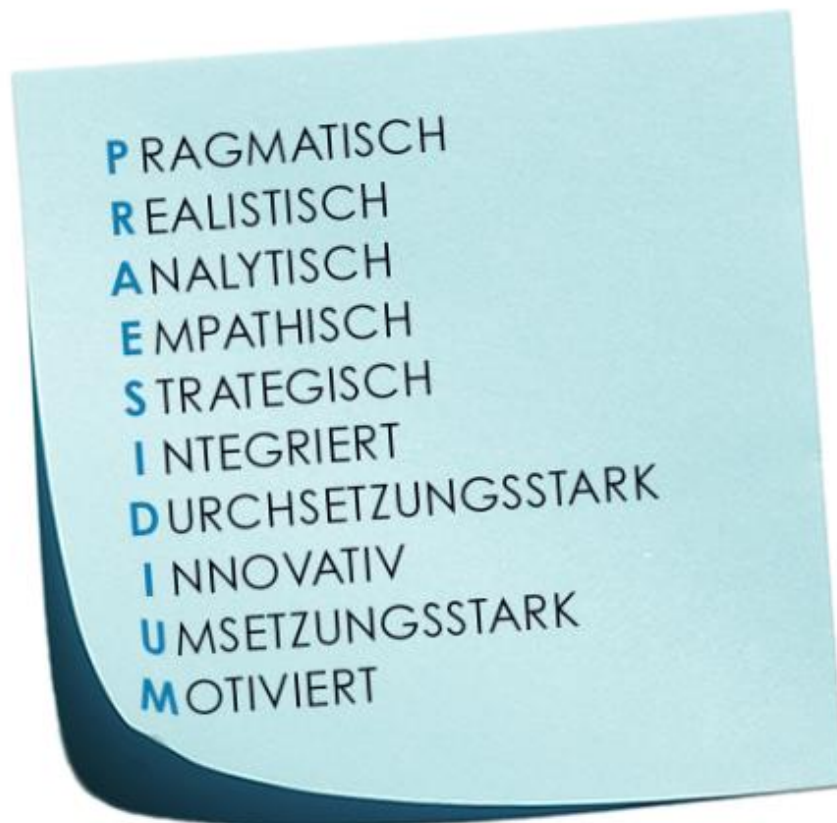 PRAGMATISCH
REALISTISCH
ANALYTISCH
EMPATHISCH
STRATEGISCH
INTEGRIERT
DURCHSETZUNGSSTARK
INNOVATIV
UMSETZUNGSSTARK
MOTIVIERT